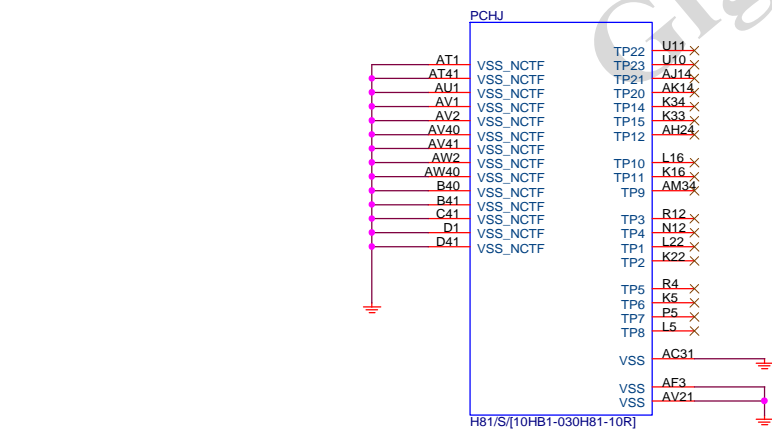 PCHJ
AT1 VSS_NCTF
AT41 VSS_NCTF
AU1 VSS_NCTF
AV1 VSS_NCTF
AV2 VSS_NCTF
AV40 VSS_NCTF
AV41 VSS_NCTF
AW2 VSS_NCTF
AW40 VSS_NCTF
B40 VSS_NCTF
B41 VSS_NCTF
C41 VSS_NCTF
D1 VSS_NCTF
D41 VSS_NCTF
TP22 U11
TP23 U10
TP21 AJ14
TP20 AK14
TP14 K34
TP15 K33
TP12 AH24
TP10 L16
TP11 K16
TP9 AM34
TP3 R12
TP4 N12
TP1 L22
TP2 K22
TP5 R4
TP6 K5
TP7 P5
TP8 L5
VSS AC31
VSS AF3
VSS AV21
H81/S/[10HB1-030H81-10R]